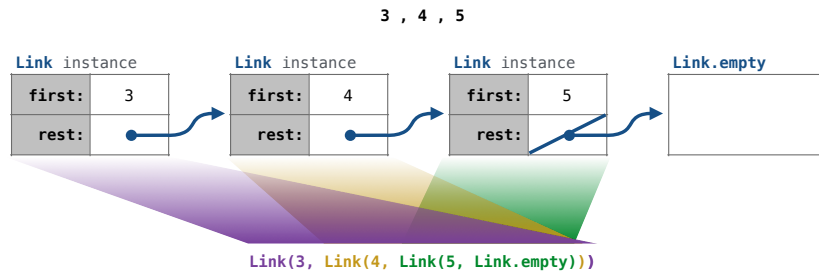 3 , 4 , 5
Link instance Link instance Link instance Link.empty
first: 3 first: 4 first: 5
rest: rest: rest:
Link(3, Link(4, Link(5, Link.empty)))